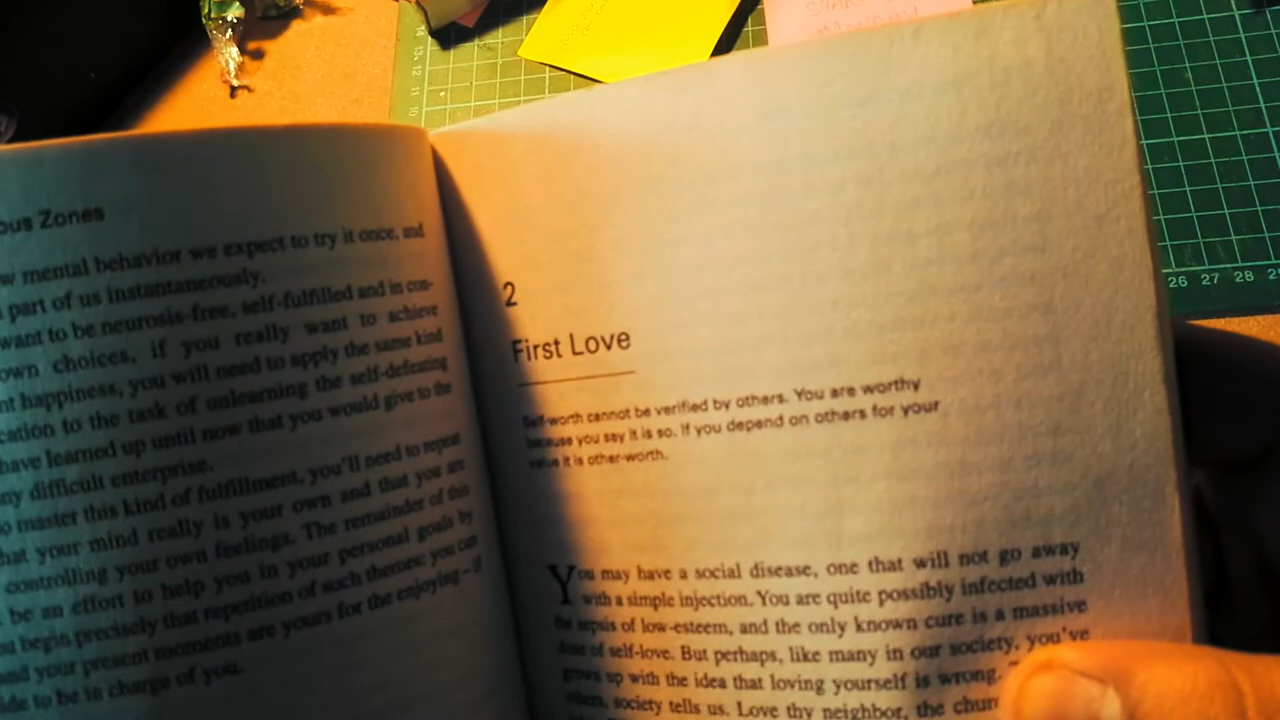 ous Zones
w mental behavior we expect to try it once, and
part of us instantaneously.
want to be neurosis-free, self-fulfilled and in con-
own choices, if you really want to achieve
nt happiness, you will need to apply the same kind
cation to the task of unlearning the self-defeating
have learned up until now that you would give to the
ny difficult enterprise.
o master this kind of fulfillment, you'll need to repeat
hat your mind really is your own and that you are
controlling your own feelings. The remainder of this
be an effort to help you in your personal goals by
u begin precisely that repetition of such themes: you can
and your present moments are yours for the enjoying – if
ide to be in charge of you.
2
First Love
Self-worth cannot be verified by others. You are worthy
because you say it is so. If you depend on others for your
value it is other-worth.
You may have a social disease, one that will not go away
with a simple injection. You are quite possibly infected with
the sepsis of low-esteem, and the only known cure is a massive
dose of self-love. But perhaps, like many in our society, you've
grown up with the idea that loving yourself is wrong.
others, society tells us. Love thy neighbor, the chur
14 13 12 11 10
26 27 28